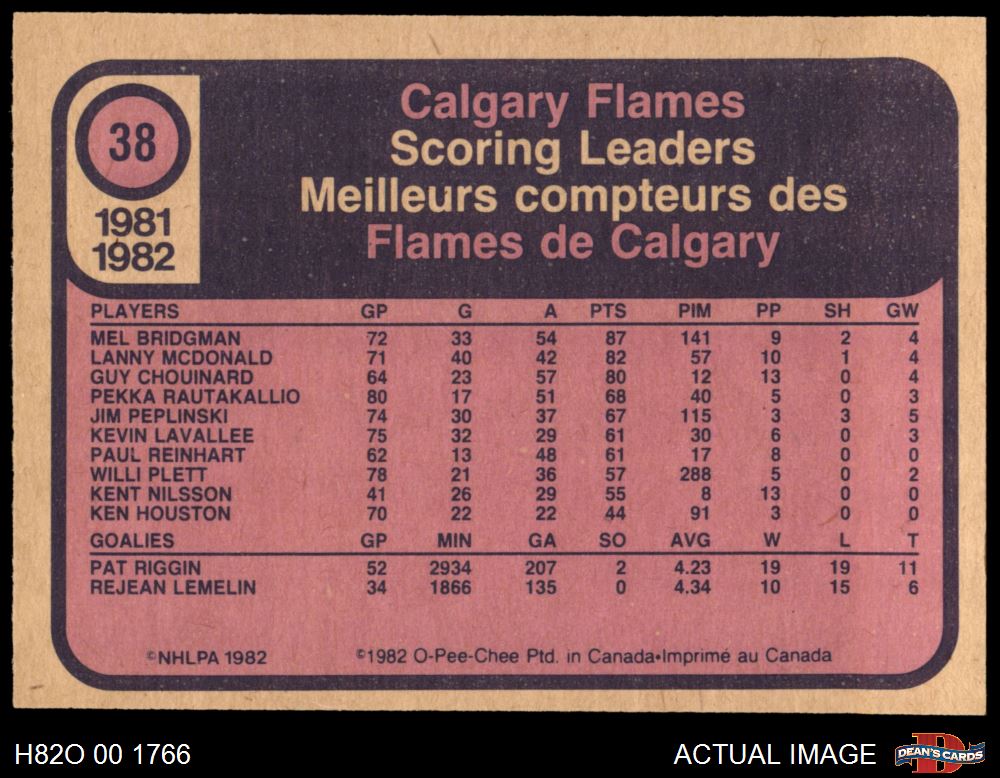 38
1981
1982
Calgary Flames
Scoring Leaders
Meilleurs compteurs des
Flames de Calgary
PLAYERS GP G A PTS PIM PP SH GW
MEL BRIDGMAN 72 33 54 87 141 9 2 4
LANNY MCDONALD 71 40 42 82 57 10 1 4
GUY CHOUINARD 64 23 57 80 12 13 0 4
PEKKA RAUTAKALLIO 80 17 51 68 40 5 0 3
JIM PEPLINSKI 74 30 37 67 115 3 3 5
KEVIN LAVALLEE 75 32 29 61 30 6 0 3
PAUL REINHART 62 13 48 61 17 8 0 0
WILLI PLETT 78 21 36 57 288 5 0 2
KENT NILSSON 41 26 29 55 8 13 0 0
KEN HOUSTON 70 22 22 44 91 3 0 0
GOALIES GP MIN GA SO AVG W L T
PAT RIGGIN 52 2934 207 2 4.23 19 19 11
REJEAN LEMELIN 34 1866 135 0 4.34 10 15 6
©NHLPA 1982 ©1982 O-Pee-Chee Ptd. in Canada•Imprimé au Canada
H82O 00 1766 ACTUAL IMAGE D DEAN'S CARDS